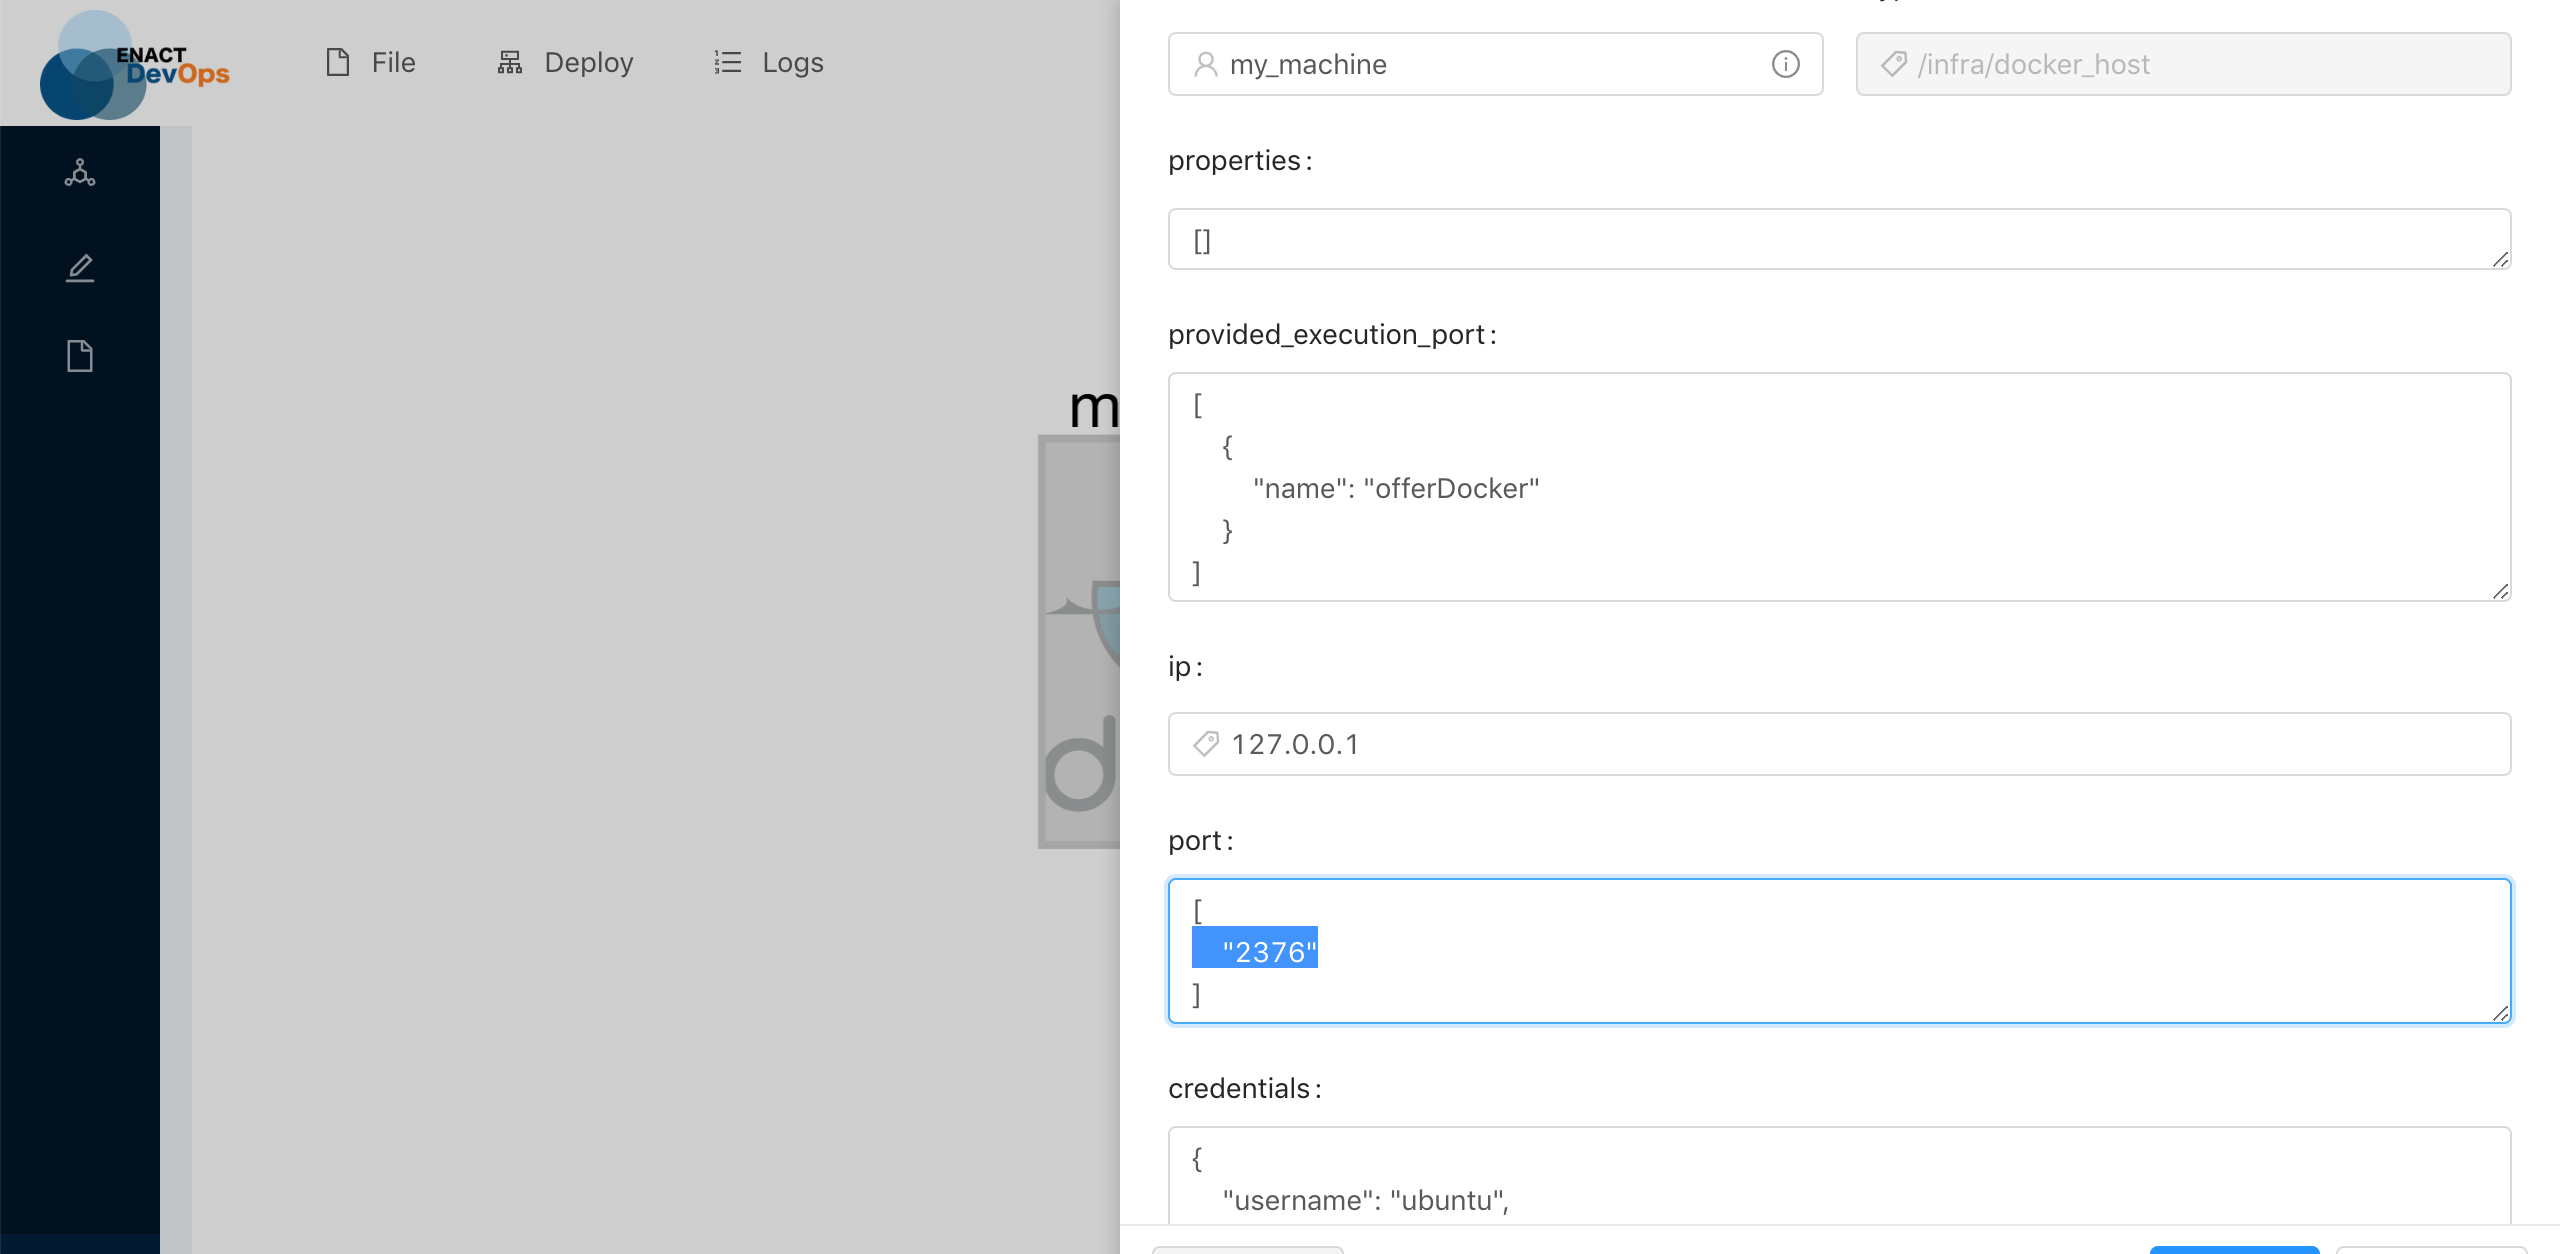 ENACT
DevOps
File
Deploy
Logs
my_machine
/infra/docker_host
properties:
[]
provided_execution_port:
[
{
"name": "offerDocker"
}
]
ip:
127.0.0.1
port:
[
"2376"
]
credentials:
{
"username": "ubuntu",
m
d